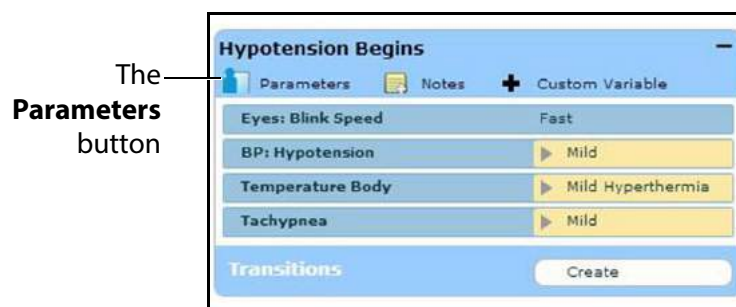 The
Parameters
button
Hypotension Begins
Parameters Notes Custom Variable
Eyes: Blink Speed Fast
BP: Hypotension Mild
Temperature Body Mild Hyperthermia
Tachypnea Mild
Transitions Create